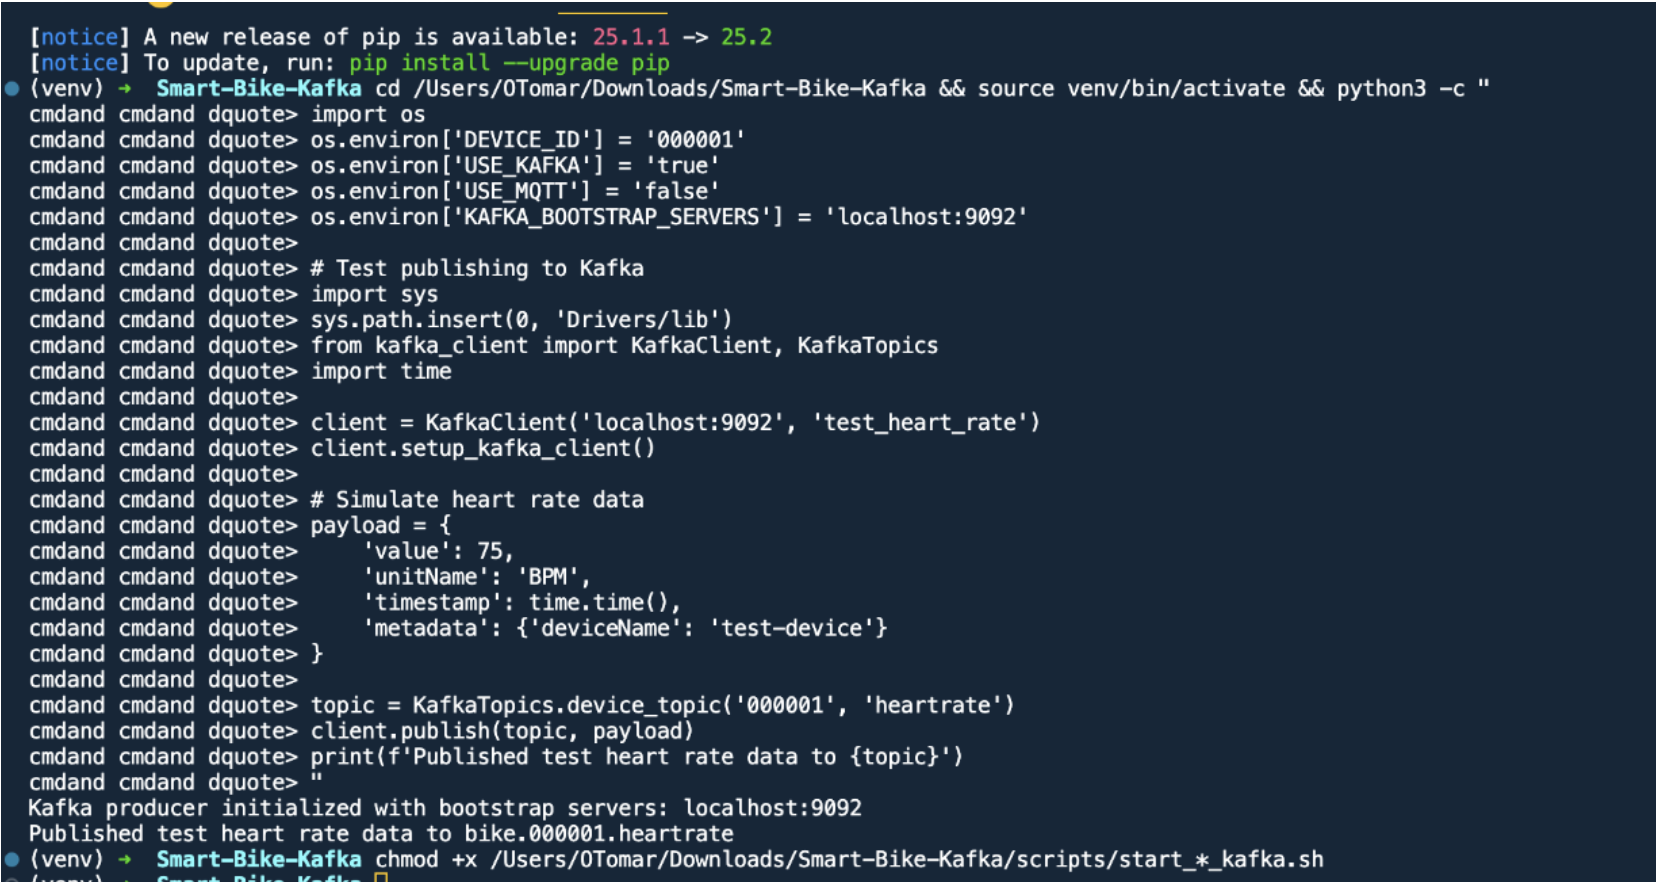 [notice] A new release of pip is available: 25.1.1 -> 25.2
[notice] To update, run: pip install --upgrade pip
(venv) ➜  Smart-Bike-Kafka cd /Users/OTomar/Downloads/Smart-Bike-Kafka && source venv/bin/activate && python3 -c "
cmdand cmdand dquote> import os
cmdand cmdand dquote> os.environ['DEVICE_ID'] = '000001'
cmdand cmdand dquote> os.environ['USE_KAFKA'] = 'true'
cmdand cmdand dquote> os.environ['USE_MQTT'] = 'false'
cmdand cmdand dquote> os.environ['KAFKA_BOOTSTRAP_SERVERS'] = 'localhost:9092'
cmdand cmdand dquote>
cmdand cmdand dquote> # Test publishing to Kafka
cmdand cmdand dquote> import sys
cmdand cmdand dquote> sys.path.insert(0, 'Drivers/lib')
cmdand cmdand dquote> from kafka_client import KafkaClient, KafkaTopics
cmdand cmdand dquote> import time
cmdand cmdand dquote>
cmdand cmdand dquote> client = KafkaClient('localhost:9092', 'test_heart_rate')
cmdand cmdand dquote> client.setup_kafka_client()
cmdand cmdand dquote>
cmdand cmdand dquote> # Simulate heart rate data
cmdand cmdand dquote> payload = {
cmdand cmdand dquote>     'value': 75,
cmdand cmdand dquote>     'unitName': 'BPM',
cmdand cmdand dquote>     'timestamp': time.time(),
cmdand cmdand dquote>     'metadata': {'deviceName': 'test-device'}
cmdand cmdand dquote> }
cmdand cmdand dquote>
cmdand cmdand dquote> topic = KafkaTopics.device_topic('000001', 'heartrate')
cmdand cmdand dquote> client.publish(topic, payload)
cmdand cmdand dquote> print(f'Published test heart rate data to {topic}')
cmdand cmdand dquote> "
Kafka producer initialized with bootstrap servers: localhost:9092
Published test heart rate data to bike.000001.heartrate
(venv) ➜  Smart-Bike-Kafka chmod +x /Users/OTomar/Downloads/Smart-Bike-Kafka/scripts/start_*_kafka.sh
(venv) ➜  Smart-Bike-Kafka